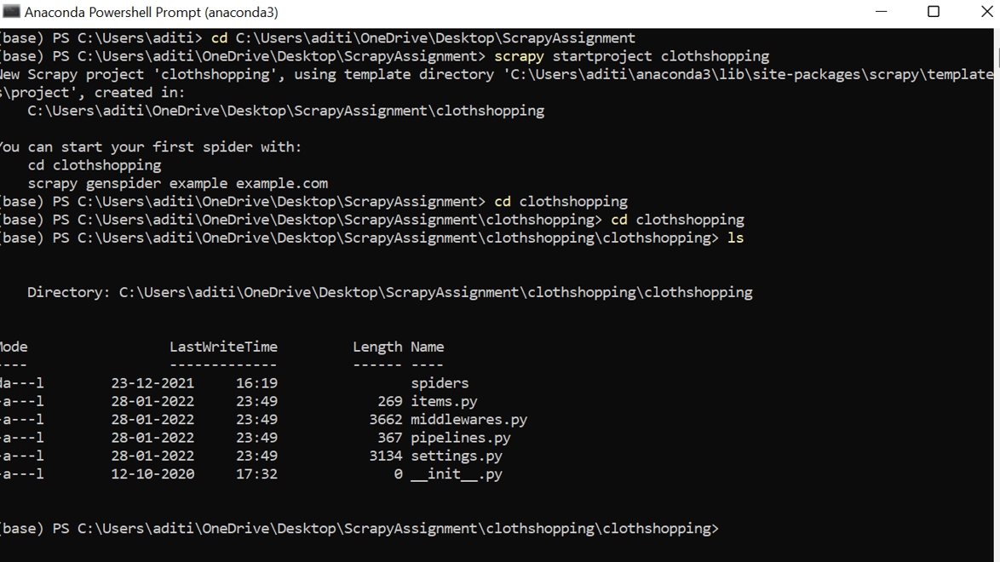 Anaconda Powershell Prompt (anaconda3)
(base) PS C:\Users\aditi> cd C:\Users\aditi\OneDrive\Desktop\ScrapyAssignment
(base) PS C:\Users\aditi\OneDrive\Desktop\ScrapyAssignment> scrapy startproject clothshopping
New Scrapy project 'clothshopping', using template directory 'C:\Users\aditi\anaconda3\lib\site-packages\scrapy\template
s\project', created in:
    C:\Users\aditi\OneDrive\Desktop\ScrapyAssignment\clothshopping
You can start your first spider with:
    cd clothshopping
    scrapy genspider example example.com
(base) PS C:\Users\aditi\OneDrive\Desktop\ScrapyAssignment> cd clothshopping
(base) PS C:\Users\aditi\OneDrive\Desktop\ScrapyAssignment\clothshopping> cd clothshopping
(base) PS C:\Users\aditi\OneDrive\Desktop\ScrapyAssignment\clothshopping\clothshopping> ls
    Directory: C:\Users\aditi\OneDrive\Desktop\ScrapyAssignment\clothshopping\clothshopping
Mode                 LastWriteTime         Length Name
----                 -------------         ------ ----
da---l        23-12-2021     16:19                spiders
-a---l        28-01-2022     23:49            269 items.py
-a---l        28-01-2022     23:49           3662 middlewares.py
-a---l        28-01-2022     23:49            367 pipelines.py
-a---l        28-01-2022     23:49           3134 settings.py
-a---l        12-10-2020     17:32              0 __init__.py
(base) PS C:\Users\aditi\OneDrive\Desktop\ScrapyAssignment\clothshopping\clothshopping>